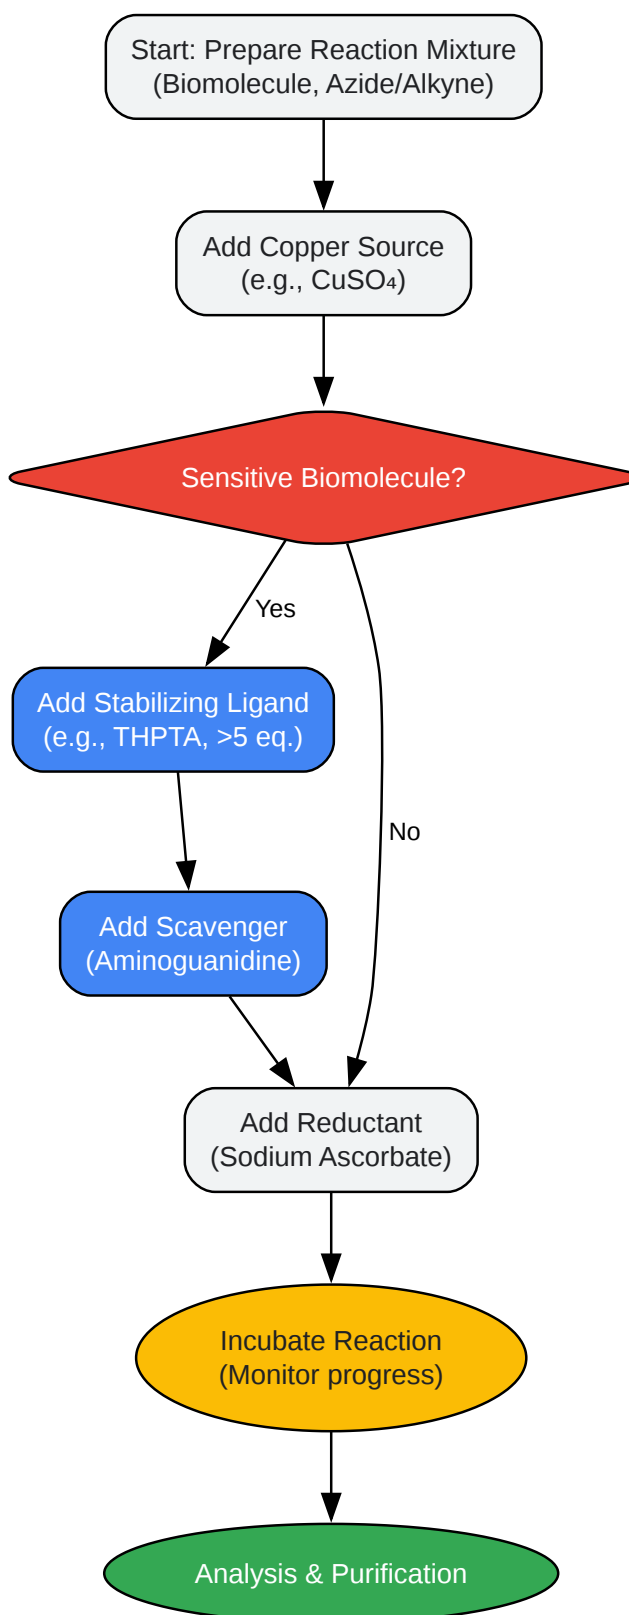 Start: Prepare Reaction Mixture
(Biomolecule, Azide/Alkyne)
Add Copper Source
(e.g., CuSO₄)
Sensitive Biomolecule?
Yes
Add Stabilizing Ligand
(e.g., THPTA, >5 eq.)
No
Add Scavenger
(Aminoguanidine)
Add Reductant
(Sodium Ascorbate)
Incubate Reaction
(Monitor progress)
Analysis & Purification